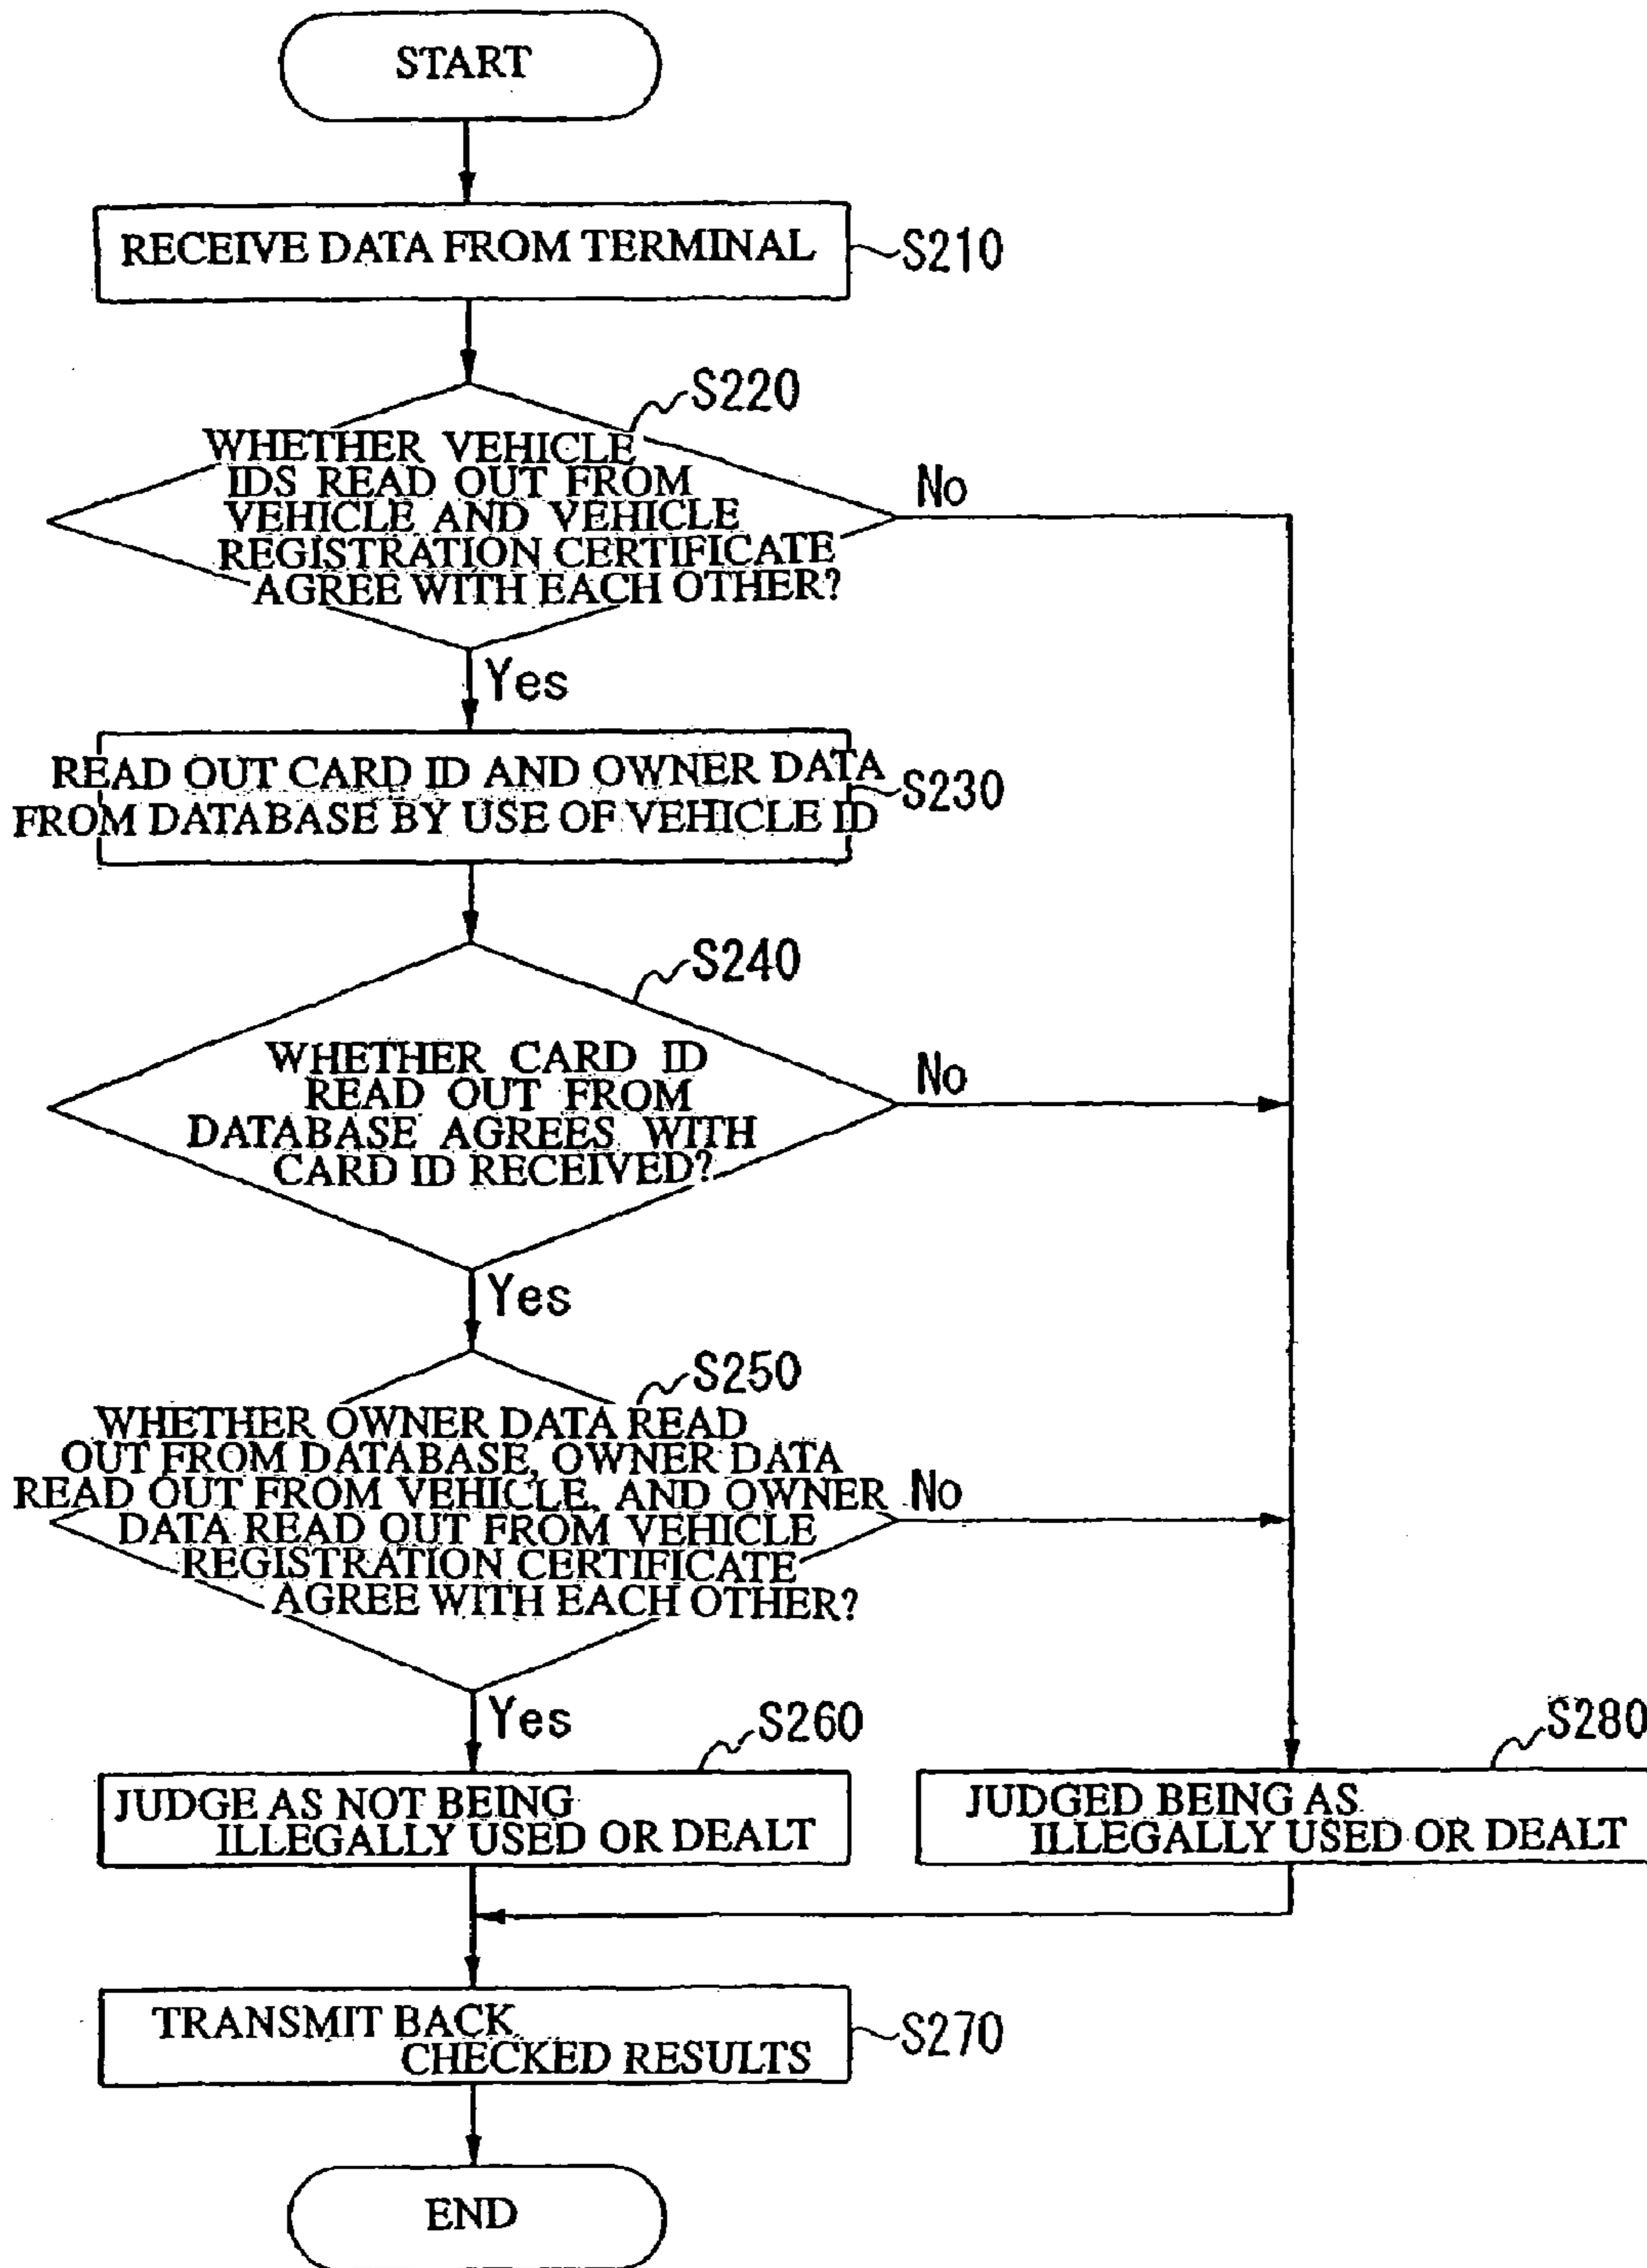 START
RECEIVE DATA FROM TERMINAL
S210
S220
WHETHER VEHICLE
IDS READ OUT FROM
VEHICLE AND VEHICLE
REGISTRATION CERTIFICATE
AGREE WITH EACH OTHER?
No
Yes
READ OUT CARD ID AND OWNER DATA
FROM DATABASE BY USE OF VEHICLE ID
S230
S240
WHETHER CARD ID
READ OUT FROM
DATABASE AGREES WITH
CARD ID RECEIVED?
No
Yes
S250
WHETHER OWNER DATA READ
OUT FROM DATABASE, OWNER DATA
READ OUT FROM VEHICLE, AND OWNER
DATA READ OUT FROM VEHICLE
REGISTRATION CERTIFICATE
AGREE WITH EACH OTHER?
No
Yes
S260
JUDGE AS NOT BEING
ILLEGALLY USED OR DEALT
S280
JUDGED BEING AS
ILLEGALLY USED OR DEALT
TRANSMIT BACK
CHECKED RESULTS
S270
END